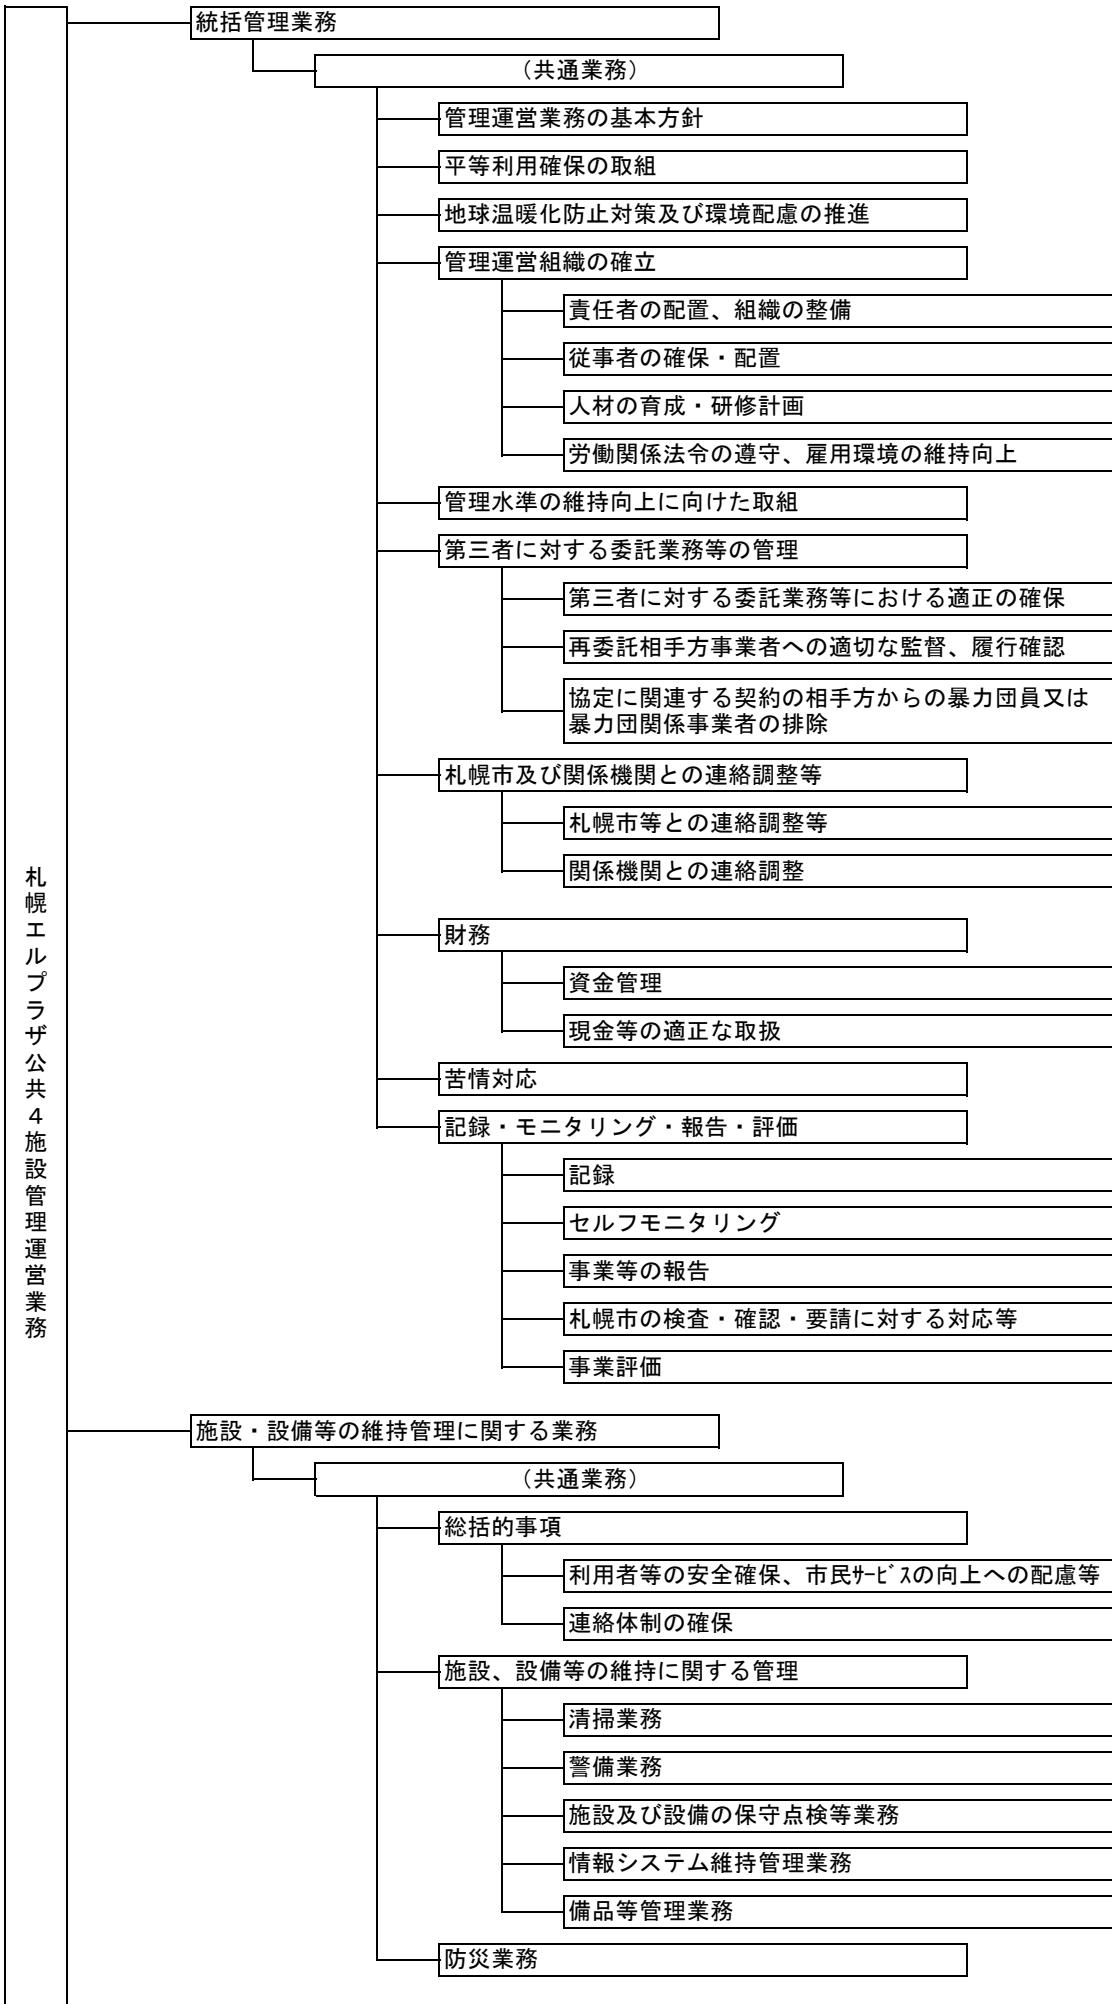 札幌エルプラザ公共４施設管理運営業務
統括管理業務
（共通業務）
管理運営業務の基本方針
平等利用確保の取組
地球温暖化防止対策及び環境配慮の推進
管理運営組織の確立
責任者の配置、組織の整備
従事者の確保・配置
人材の育成・研修計画
労働関係法令の遵守、雇用環境の維持向上
管理水準の維持向上に向けた取組
第三者に対する委託業務等の管理
第三者に対する委託業務等における適正の確保
再委託相手方事業者への適切な監督、履行確認
協定に関連する契約の相手方からの暴力団員又は
暴力団関係事業者の排除
札幌市及び関係機関との連絡調整等
札幌市等との連絡調整等
関係機関との連絡調整
財務
資金管理
現金等の適正な取扱
苦情対応
記録・モニタリング・報告・評価
記録
セルフモニタリング
事業等の報告
札幌市の検査・確認・要請に対する対応等
事業評価
施設・設備等の維持管理に関する業務
（共通業務）
総括的事項
利用者等の安全確保、市民ｻｰﾋﾞｽの向上への配慮等
連絡体制の確保
施設、設備等の維持に関する管理
清掃業務
警備業務
施設及び設備の保守点検等業務
情報システム維持管理業務
備品等管理業務
防災業務